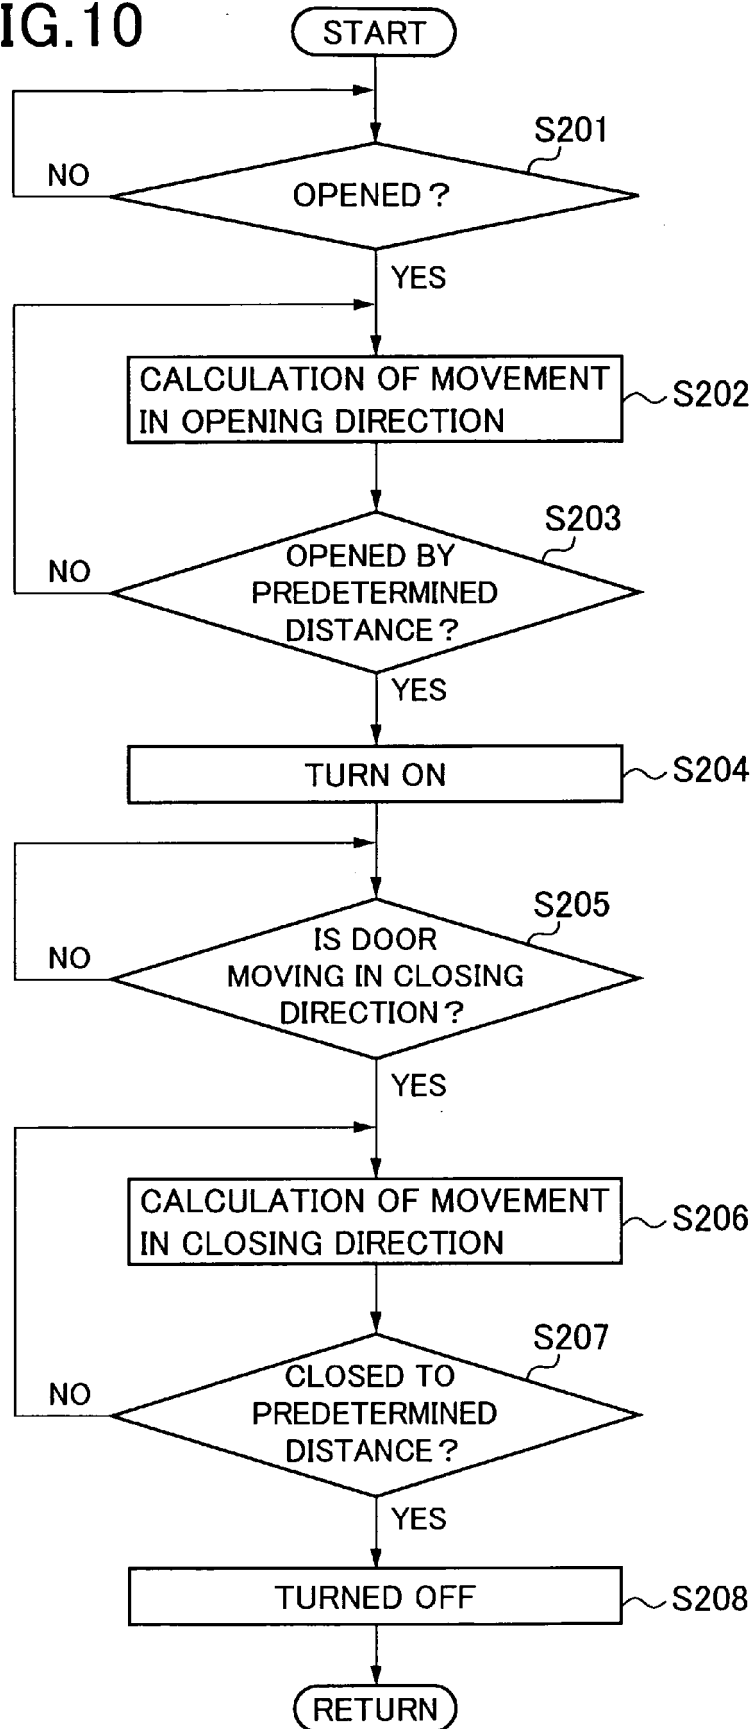 IG.10
START
S201
NO
OPENED?
YES
CALCULATION OF MOVEMENT
IN OPENING DIRECTION
S202
S203
NO
OPENED BY
PREDETERMINED
DISTANCE?
YES
TURN ON
S204
S205
NO
IS DOOR
MOVING IN CLOSING
DIRECTION?
YES
CALCULATION OF MOVEMENT
IN CLOSING DIRECTION
S206
S207
NO
CLOSED TO
PREDETERMINED
DISTANCE?
YES
TURNED OFF
S208
RETURN